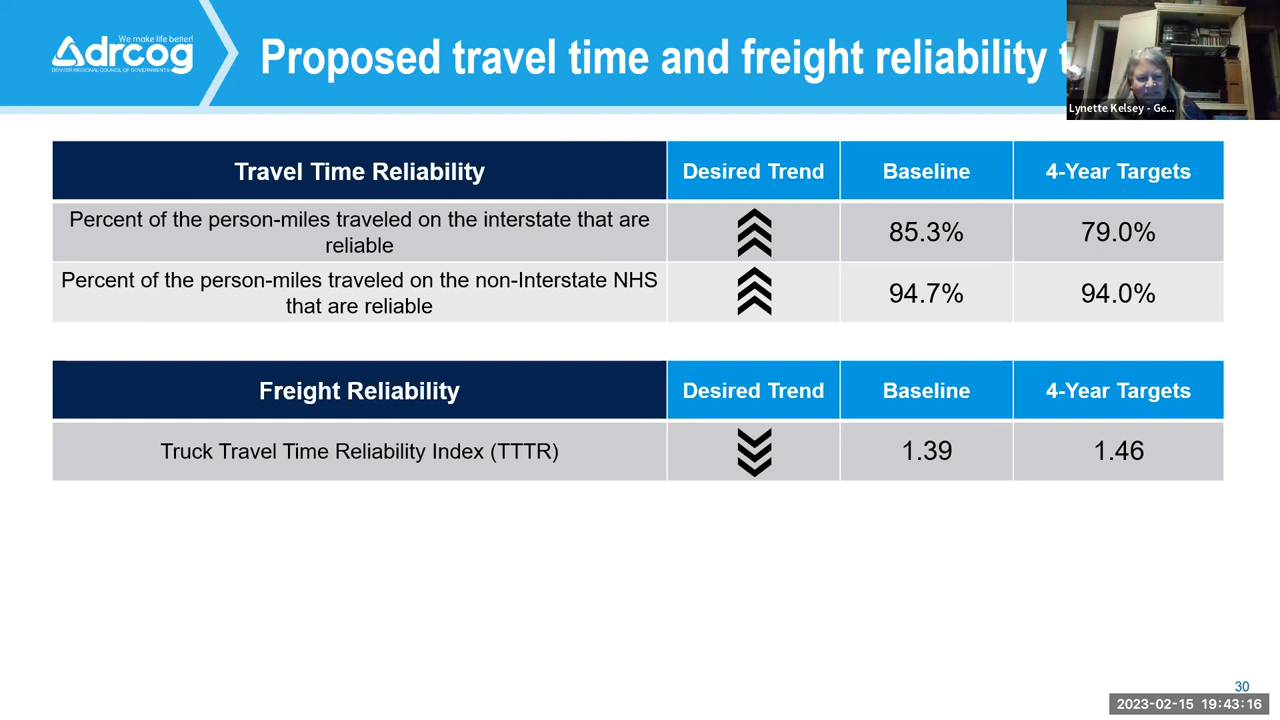 We make life better!
drcog
DENVER REGIONAL COUNCIL OF GOVERNMENTS
Proposed travel time and freight reliability t
Lynette Kelsey - Ge...
Travel Time Reliability
Desired Trend
Baseline
4-Year Targets
Percent of the person-miles traveled on the interstate that are
reliable
85.3%
79.0%
Percent of the person-miles traveled on the non-Interstate NHS
that are reliable
94.7%
94.0%
Freight Reliability
Desired Trend
Baseline
4-Year Targets
Truck Travel Time Reliability Index (TTTR)
1.39
1.46
30
2023-02-15 19:43:16